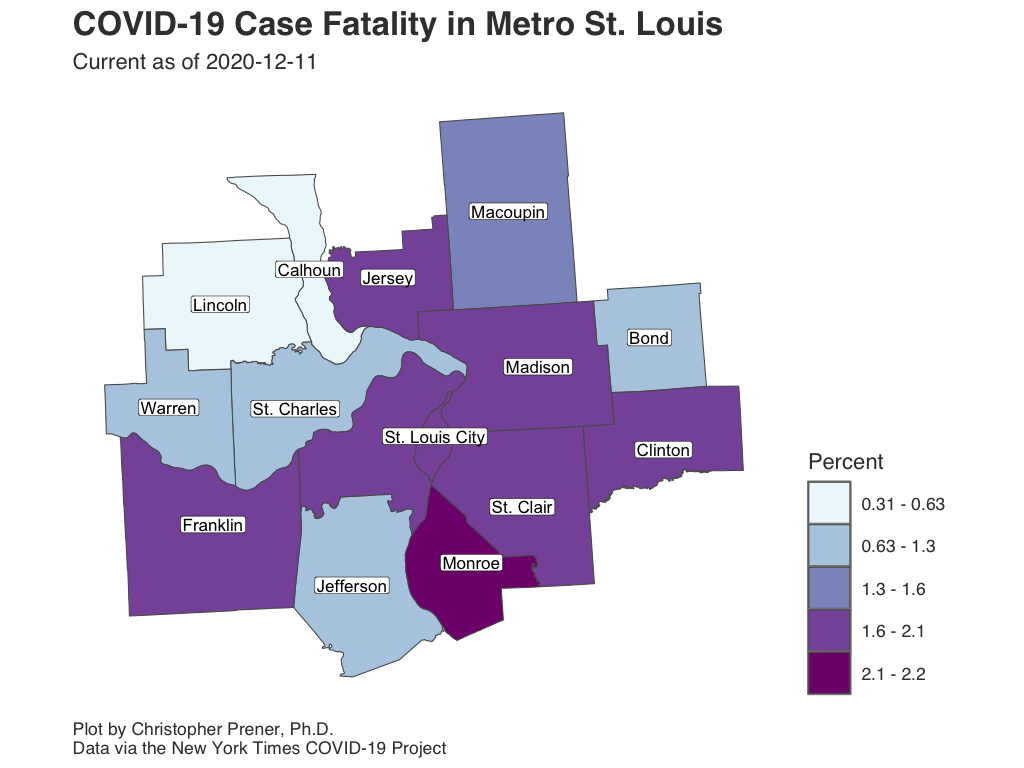 COVID-19 Case Fatality in Metro St. Louis
Current as of 2020-12-11
Macoupin
Calhoun
Jersey
Lincoln
Bond
Madison
Warren
St. Charles
St. Louis City
Clinton
St. Clair
Franklin
Monroe
Jefferson
Percent
0.31 - 0.63
0.63 - 1.3
1.3 - 1.6
1.6 - 2.1
2.1 - 2.2
Plot by Christopher Prener, Ph.D.
Data via the New York Times COVID-19 Project